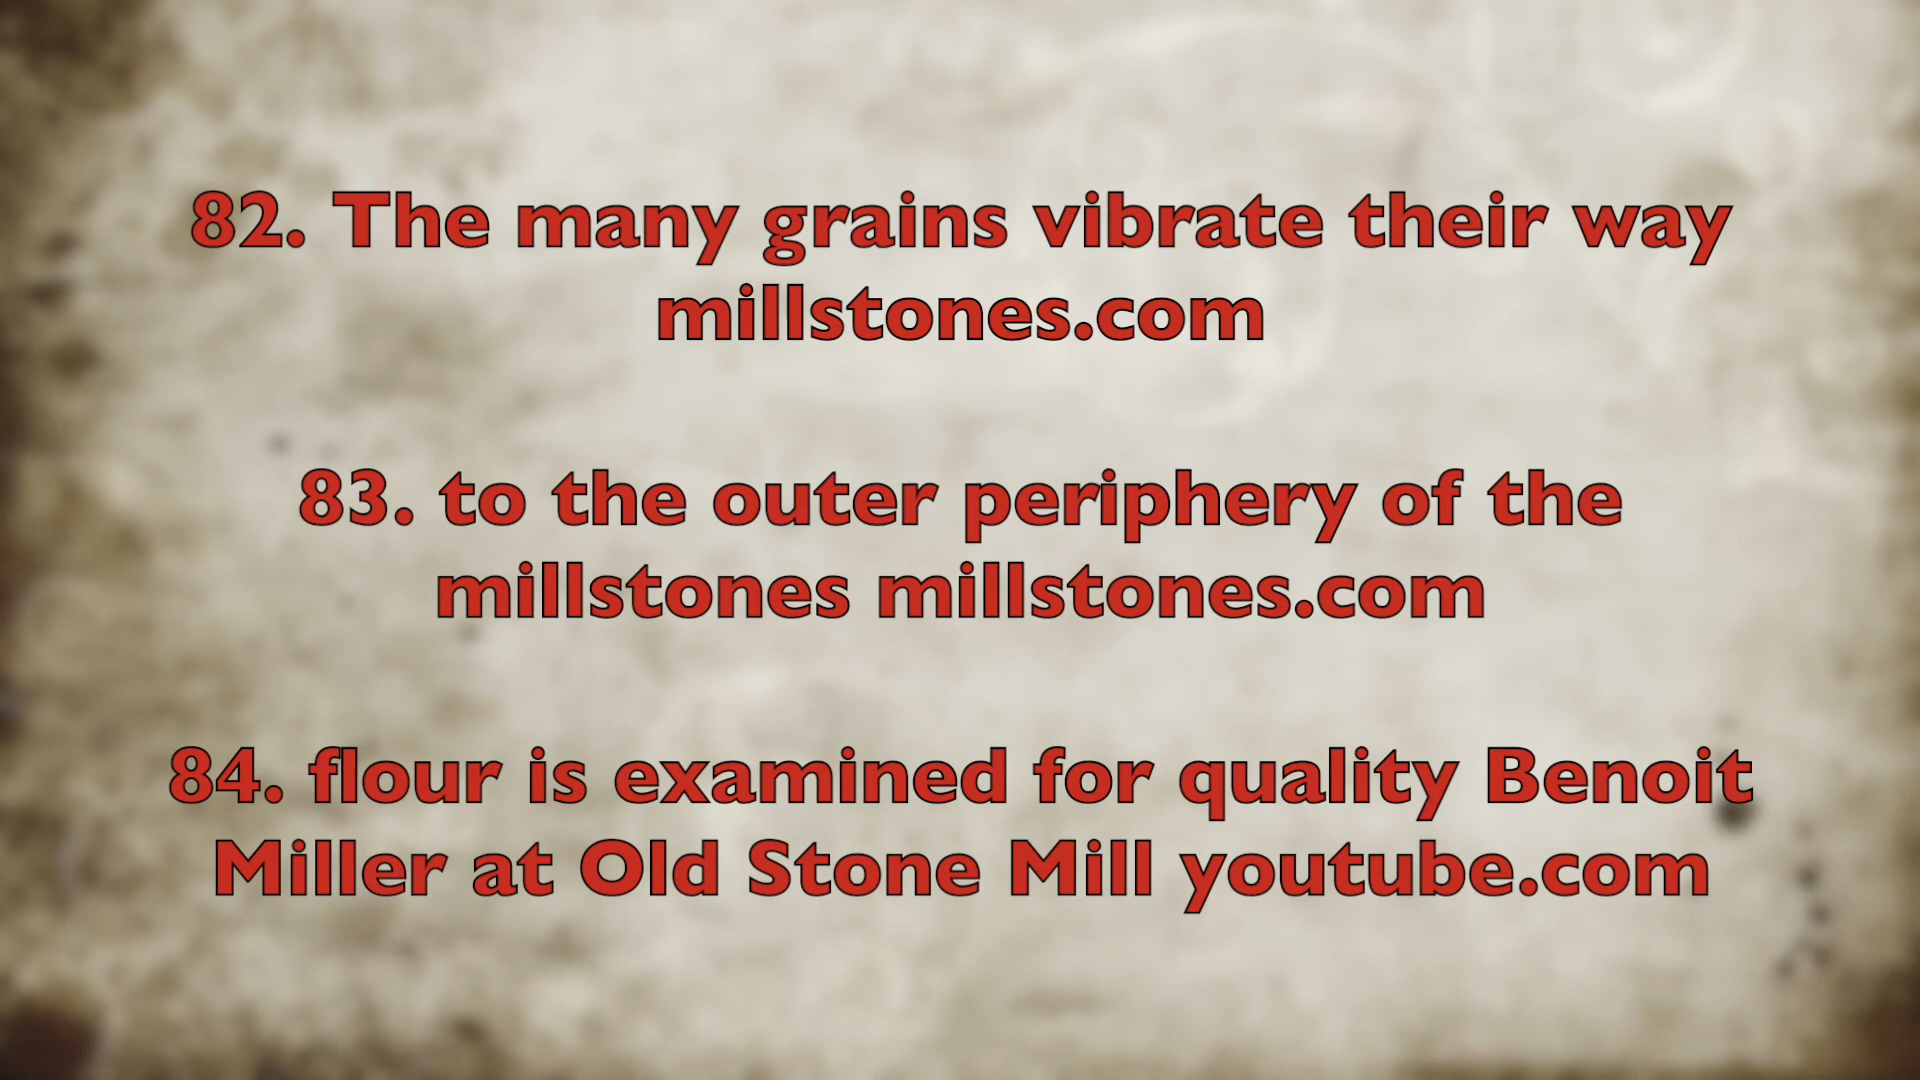 82. The many grains vibrate their way
millstones.com
83. to the outer periphery of the
millstones millstones.com
84. flour is examined for quality Benoit
Miller at Old Stone Mill youtube.com